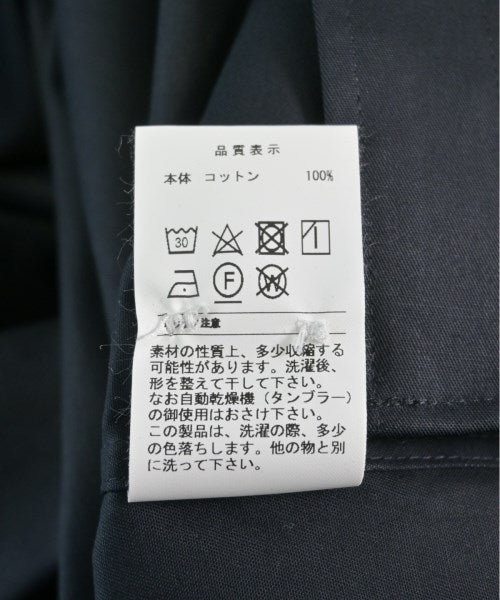 品質表示
本体 コットン 100%
30
F
W
注意
素材の性質上、多少収縮する
可能性があります。洗濯後、
形を整えて干して下さい。
なお自動乾燥機（タンブラー）
の御使用はおさけ下さい。
この製品は、洗濯の際、多少
の色落ちします。他の物と別
に洗って下さい。